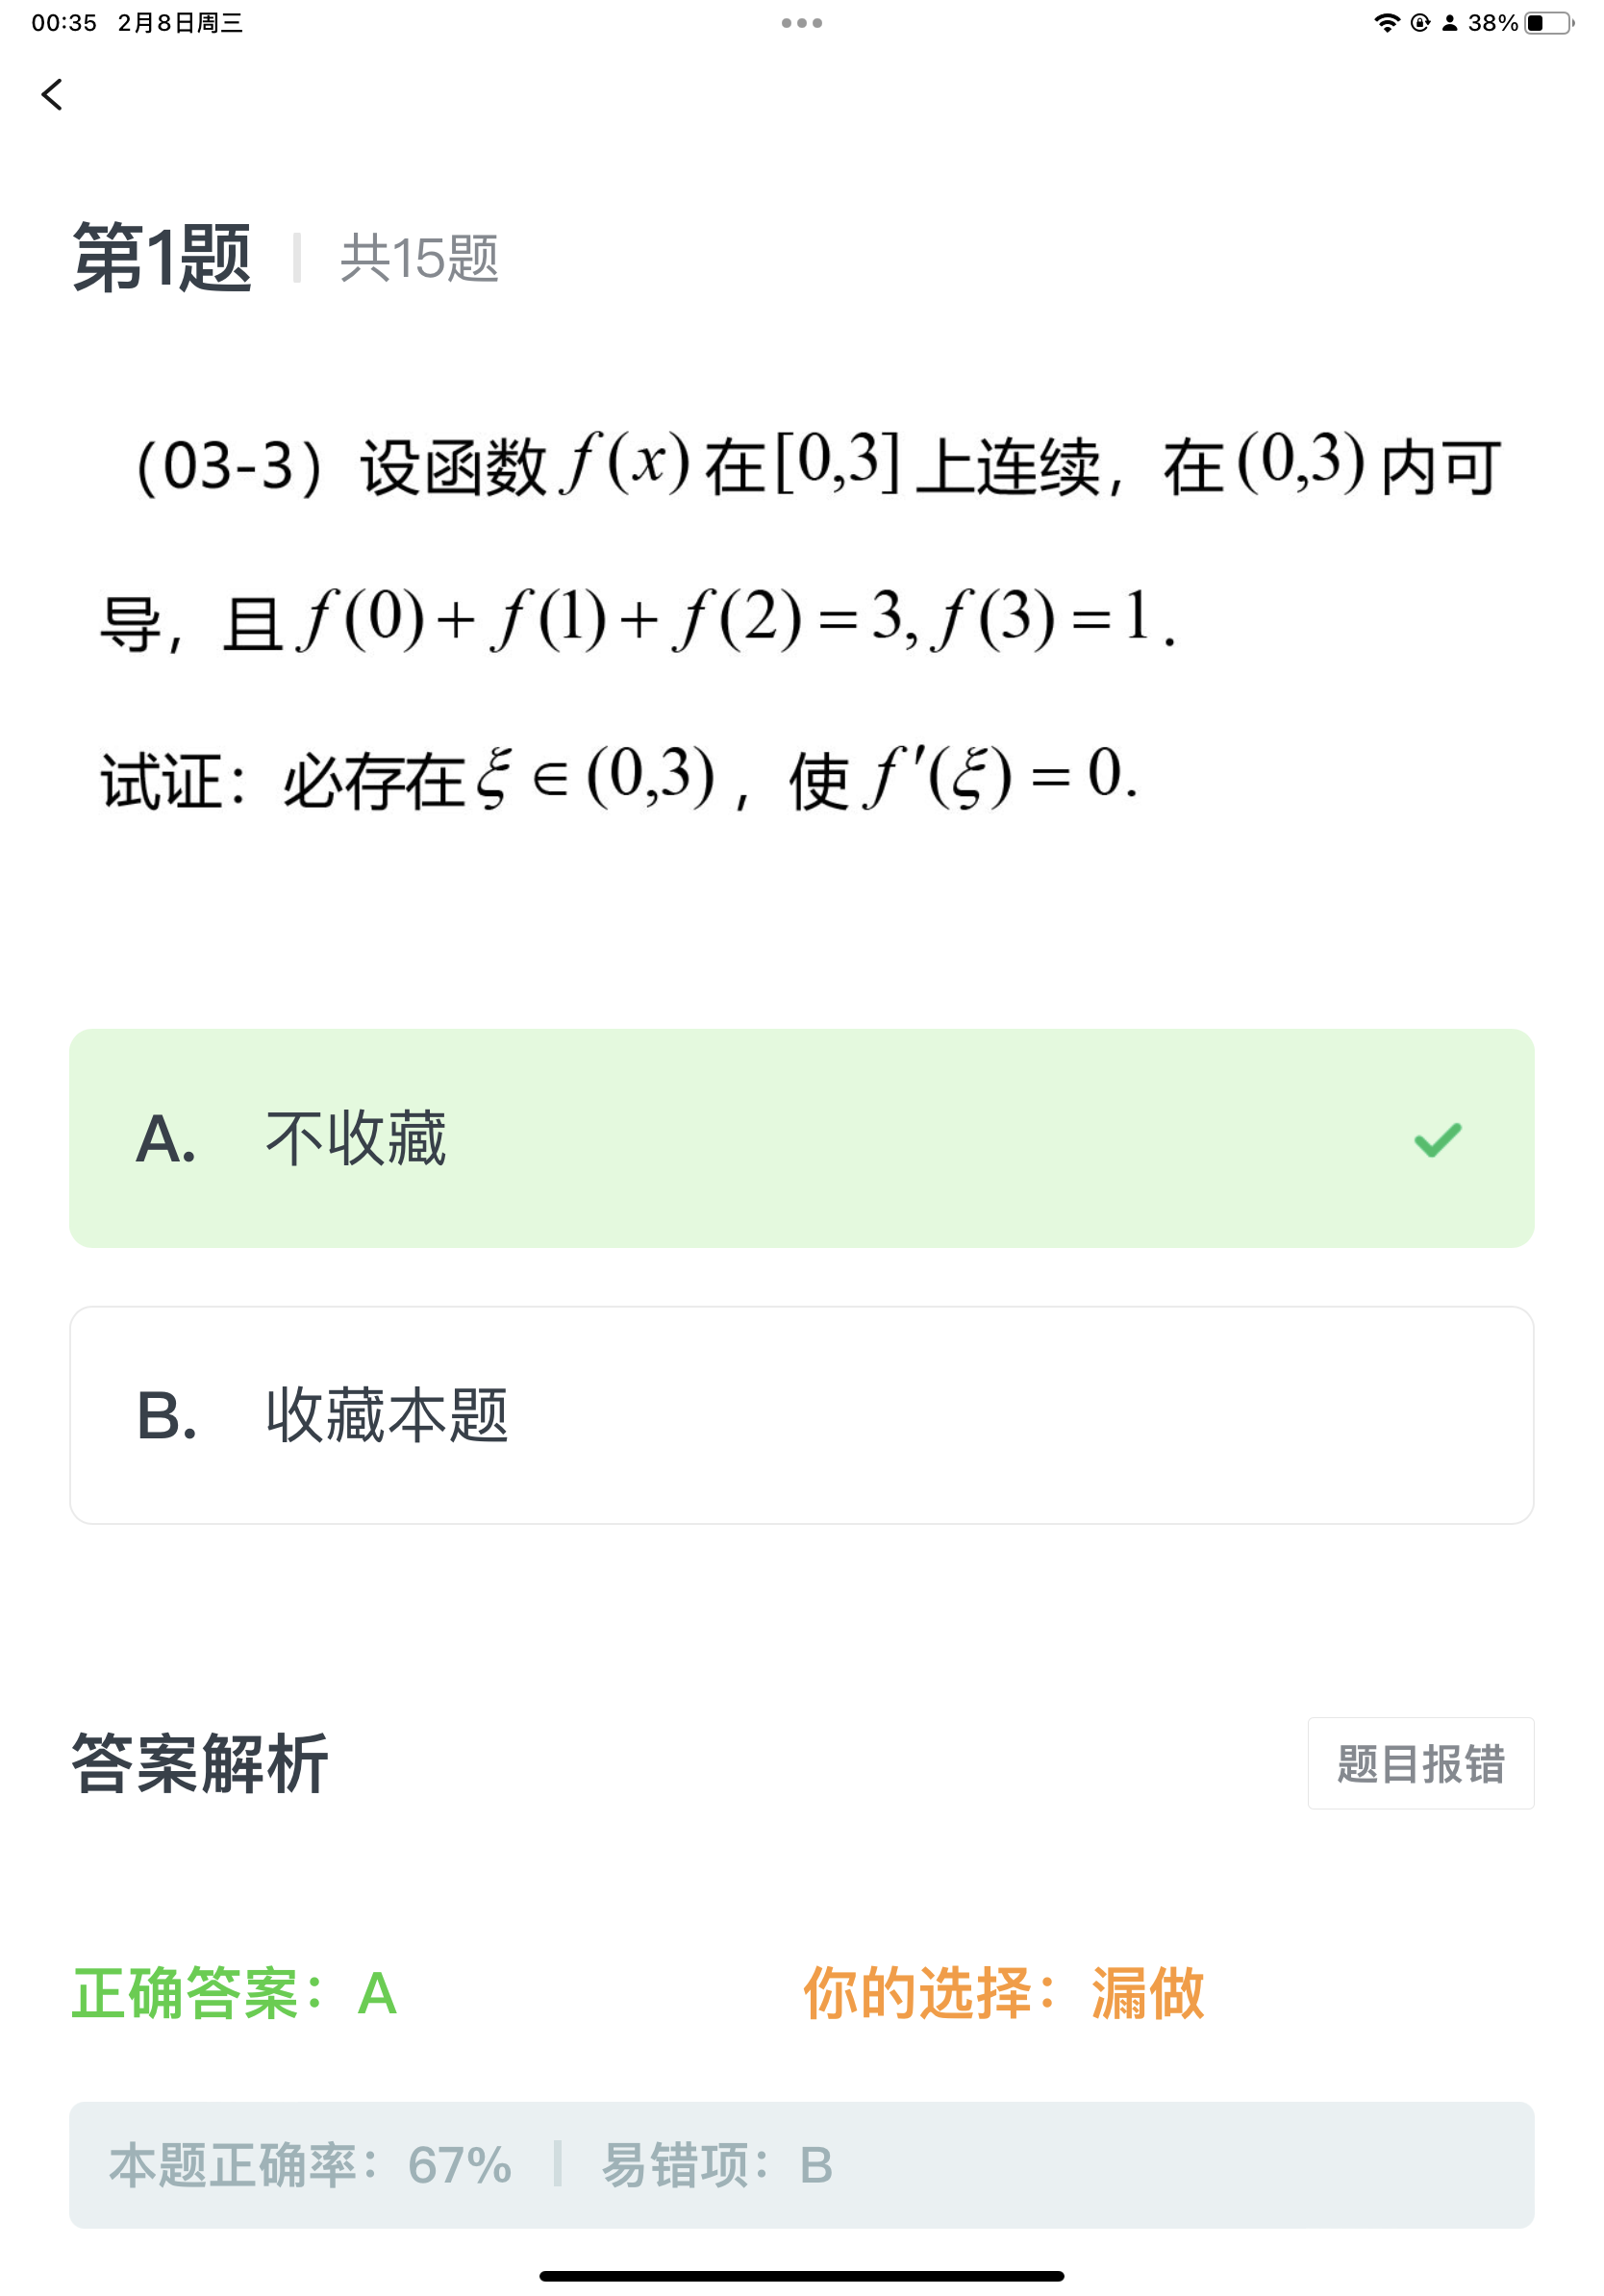 00:35 2月8日周三
38%
第1题 共15题
（03-3）设函数 f(x) 在[0,3] 上连续，在(0,3) 内可
导，且 f(0)+f(1)+f(2)=3, f(3)=1.
试证：必存在ξ∈(0,3)，使 f′(ξ)=0.
A. 不收藏
B. 收藏本题
答案解析 题目报错
正确答案：A 你的选择：漏做
本题正确率：67% 易错项：B